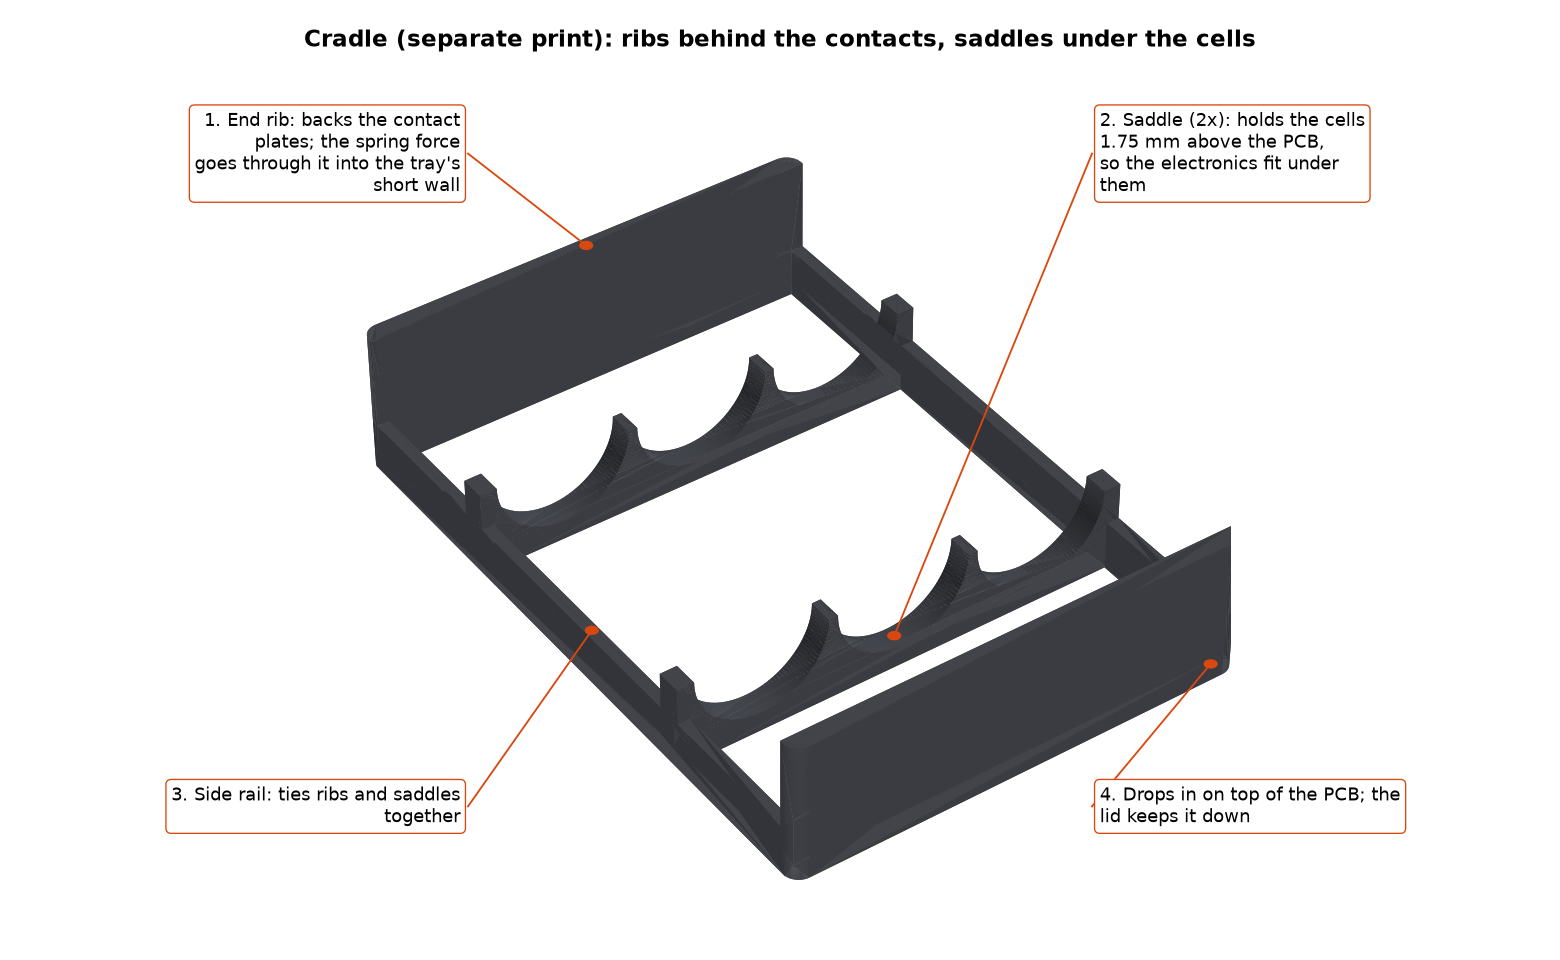 Cradle (separate print): ribs behind the contacts, saddles under the cells
1. End rib: backs the contact
plates; the spring force
goes through it into the tray's
short wall
2. Saddle (2x): holds the cells
1.75 mm above the PCB,
so the electronics fit under
them
3. Side rail: ties ribs and saddles
together
4. Drops in on top of the PCB; the
lid keeps it down